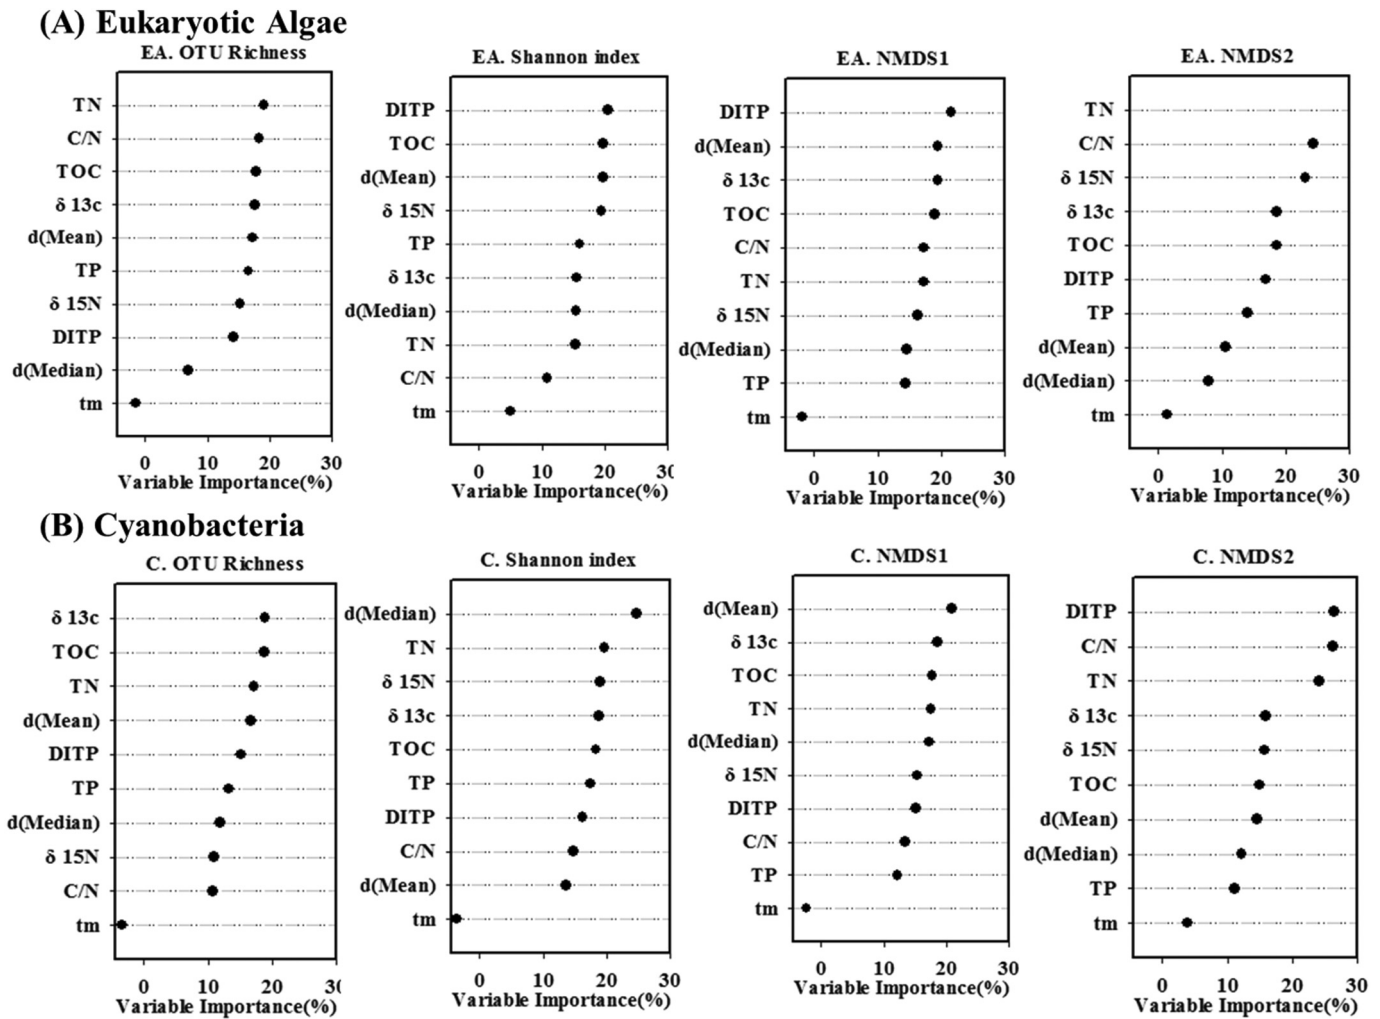 (A) Eukaryotic Algae
EA. OTU Richness
TN
C/N
TOC
δ 13c
d(Mean)
TP
δ 15N
DITP
d(Median)
tm
0 10 20 30
Variable Importance(%)
EA. Shannon index
DITP
TOC
d(Mean)
δ 15N
TP
δ 13c
d(Median)
TN
C/N
tm
0 10 20 30
Variable Importance(%)
EA. NMDS1
DITP
d(Mean)
δ 13c
TOC
C/N
TN
δ 15N
d(Median)
TP
tm
0 10 20 30
Variable Importance(%)
EA. NMDS2
TN
C/N
δ 15N
δ 13c
TOC
DITP
TP
d(Mean)
d(Median)
tm
0 10 20 30
Variable Importance(%)
(B) Cyanobacteria
C. OTU Richness
δ 13c
TOC
TN
d(Mean)
DITP
TP
d(Median)
δ 15N
C/N
tm
0 10 20 30
Variable Importance(%)
C. Shannon index
d(Median)
TN
δ 15N
δ 13c
TOC
TP
DITP
C/N
d(Mean)
tm
0 10 20 30
Variable Importance(%)
C. NMDS1
d(Mean)
δ 13c
TOC
TN
d(Median)
δ 15N
DITP
C/N
TP
tm
0 10 20 30
Variable Importance(%)
C. NMDS2
DITP
C/N
TN
δ 13c
δ 15N
TOC
d(Mean)
d(Median)
TP
tm
0 10 20 30
Variable Importance(%)